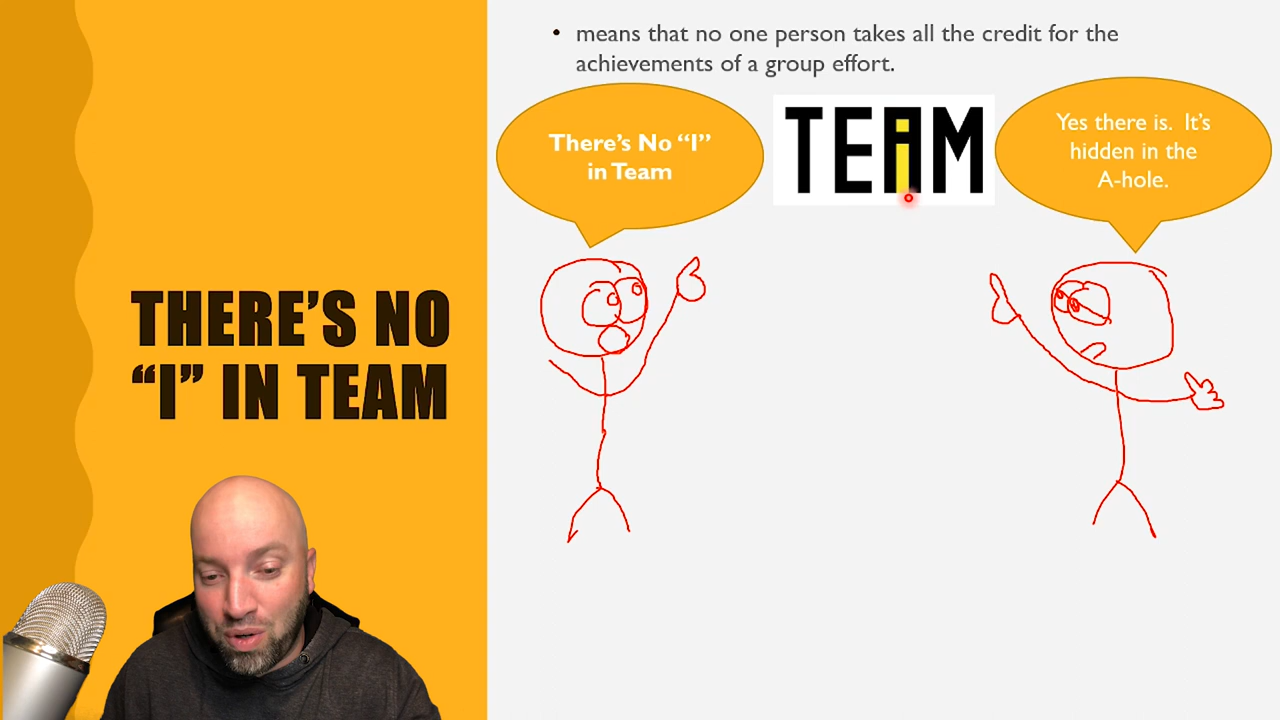 • means that no one person takes all the credit for the
achievements of a group effort.
There's No “I”
in Team
TEAM
Yes there is. It's
hidden in the
A-hole.
THERE'S NO
“I” IN TEAM